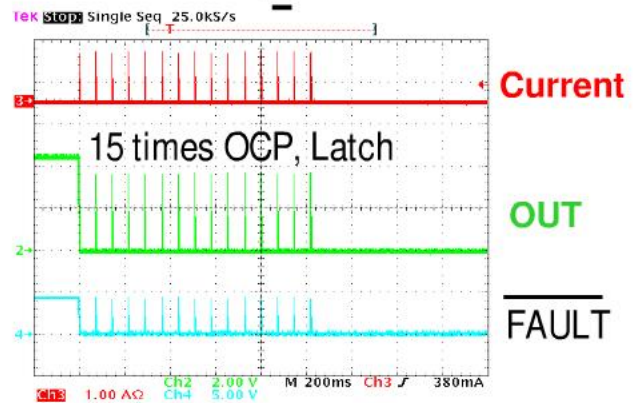 Tek Stop: Single Seq 25.0kS/s
T
3→
Current
15 times OCP, Latch
OUT
2→
FAULT
4→
Ch2 2.00 V M 200ms Ch3 ƒ 380mA
Ch3 1.00 AΩ Ch4 5.00 V